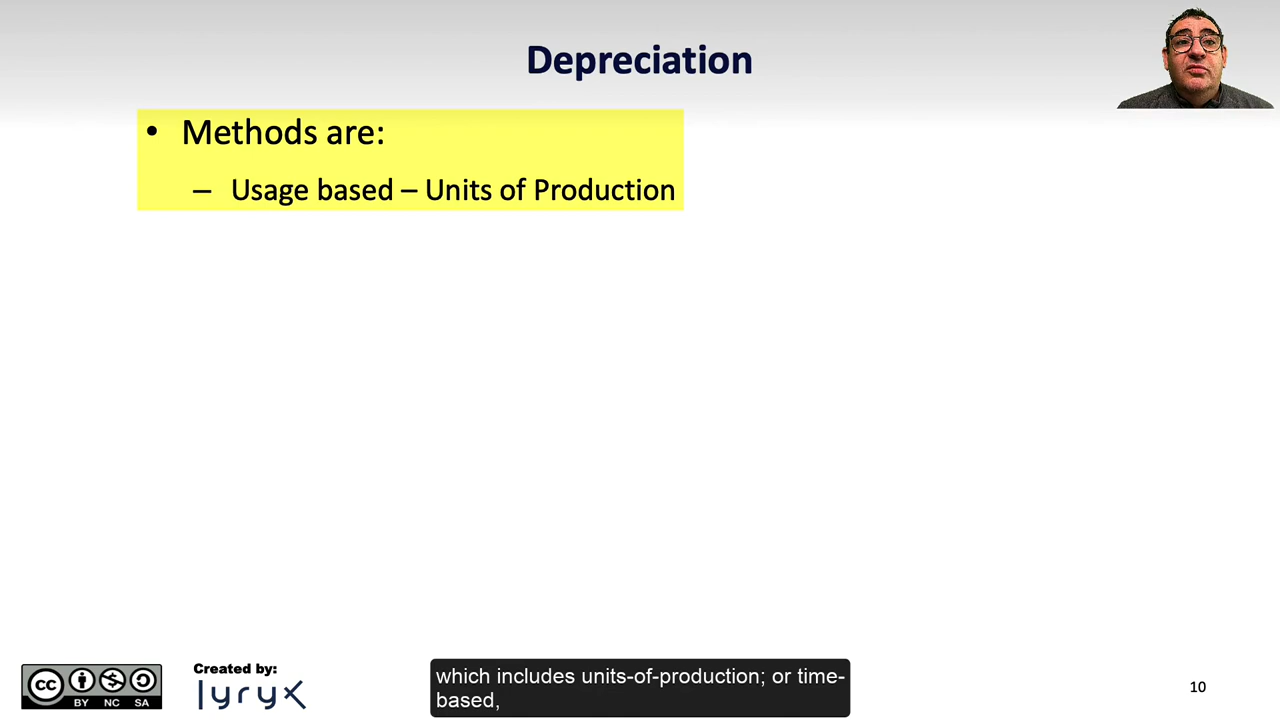 Depreciation
• Methods are:
– Usage based – Units of Production
which includes units-of-production; or time-
based,
Created by:
lyryx
cc
BY NC SA
10